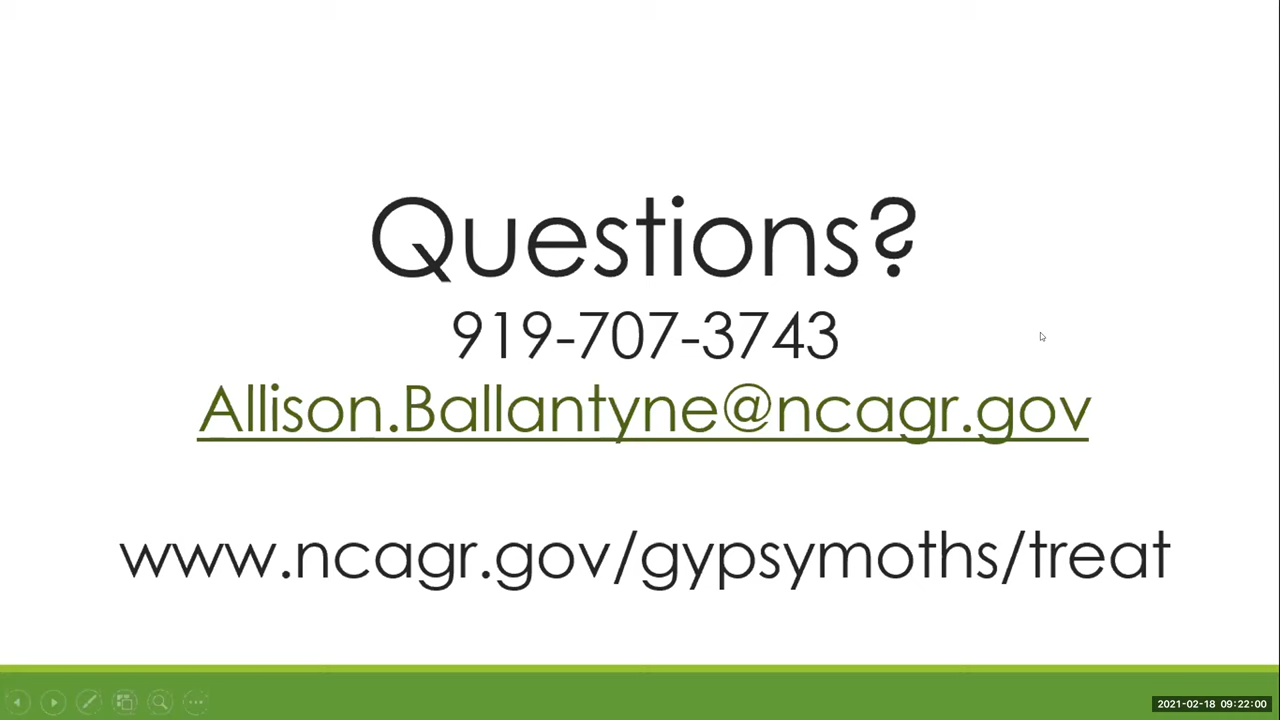 Questions?
919-707-3743
Allison.Ballantyne@ncagr.gov
www.ncagr.gov/gypsymoths/treat
2021-02-18 09:22:00